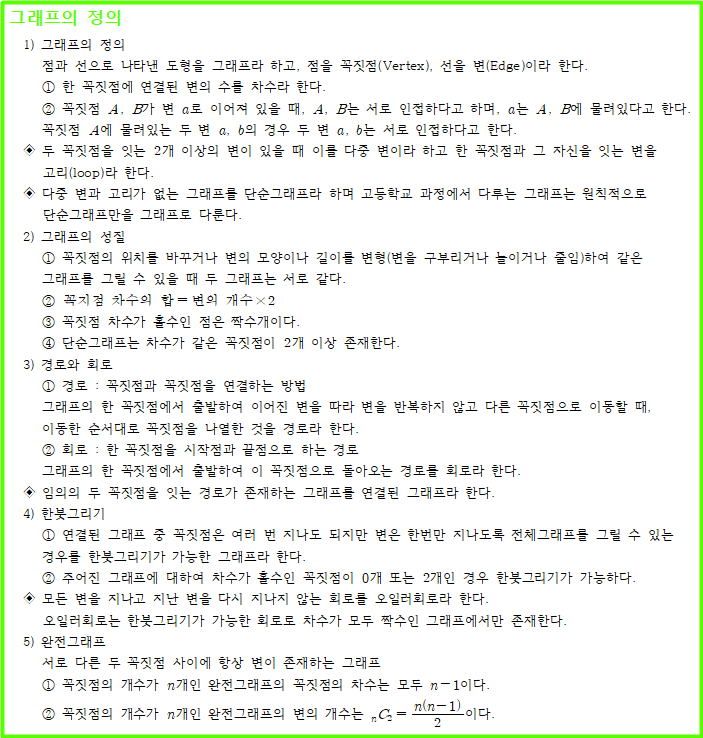 그래프의 정의
1) 그래프의 정의
점과 선으로 나타낸 도형을 그래프라 하고, 점을 꼭짓점(Vertex), 선을 변(Edge)이라 한다.
① 한 꼭짓점에 연결된 변의 수를 차수라 한다.
② 꼭짓점 A, B가 변 a로 이어져 있을 때, A, B는 서로 인접하다고 하며, a는 A, B에 물려있다고 한다.
꼭짓점 A에 물려있는 두 변 a, b의 경우 두 변 a, b는 서로 인접하다고 한다.
◈ 두 꼭짓점을 잇는 2개 이상의 변이 있을 때 이를 다중 변이라 하고 한 꼭짓점과 그 자신을 잇는 변을
고리(loop)라 한다.
◈ 다중 변과 고리가 없는 그래프를 단순그래프라 하며 고등학교 과정에서 다루는 그래프는 원칙적으로
단순그래프만을 그래프로 다룬다.
2) 그래프의 성질
① 꼭짓점의 위치를 바꾸거나 변의 모양이나 길이를 변형(변을 구부리거나 늘이거나 줄임)하여 같은
그래프를 그릴 수 있을 때 두 그래프는 서로 같다.
② 꼭지점 차수의 합=변의 개수×2
③ 꼭짓점 차수가 홀수인 점은 짝수개이다.
④ 단순그래프는 차수가 같은 꼭짓점이 2개 이상 존재한다.
3) 경로와 회로
① 경로 : 꼭짓점과 꼭짓점을 연결하는 방법
그래프의 한 꼭짓점에서 출발하여 이어진 변을 따라 변을 반복하지 않고 다른 꼭짓점으로 이동할 때,
이동한 순서대로 꼭짓점을 나열한 것을 경로라 한다.
② 회로 : 한 꼭짓점을 시작점과 끝점으로 하는 경로
그래프의 한 꼭짓점에서 출발하여 이 꼭짓점으로 돌아오는 경로를 회로라 한다.
◈ 임의의 두 꼭짓점을 잇는 경로가 존재하는 그래프를 연결된 그래프라 한다.
4) 한붓그리기
① 연결된 그래프 중 꼭짓점은 여러 번 지나도 되지만 변은 한번만 지나도록 전체그래프를 그릴 수 있는
경우를 한붓그리기가 가능한 그래프라 한다.
② 주어진 그래프에 대하여 차수가 홀수인 꼭짓점이 0개 또는 2개인 경우 한붓그리기가 가능하다.
◈ 모든 변을 지나고 지난 변을 다시 지나지 않는 회로를 오일러회로라 한다.
오일러회로는 한붓그리기가 가능한 회로로 차수가 모두 짝수인 그래프에서만 존재한다.
5) 완전그래프
서로 다른 두 꼭짓점 사이에 항상 변이 존재하는 그래프
① 꼭짓점의 개수가 n개인 완전그래프의 꼭짓점의 차수는 모두 n-1이다.
② 꼭짓점의 개수가 n개인 완전그래프의 변의 개수는 nC2 = n(n-1)/2 이다.